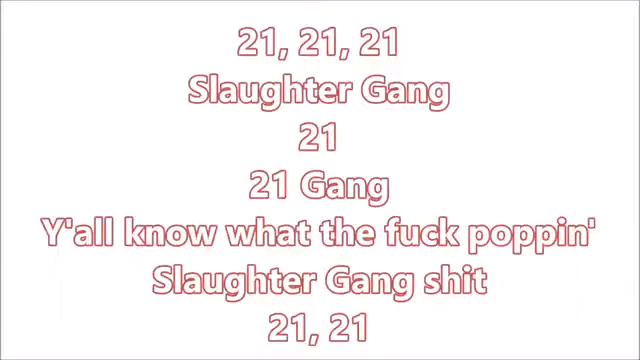 21, 21, 21
Slaughter Gang
21
21 Gang
Y'all know what the fuck poppin'
Slaughter Gang shit
21, 21